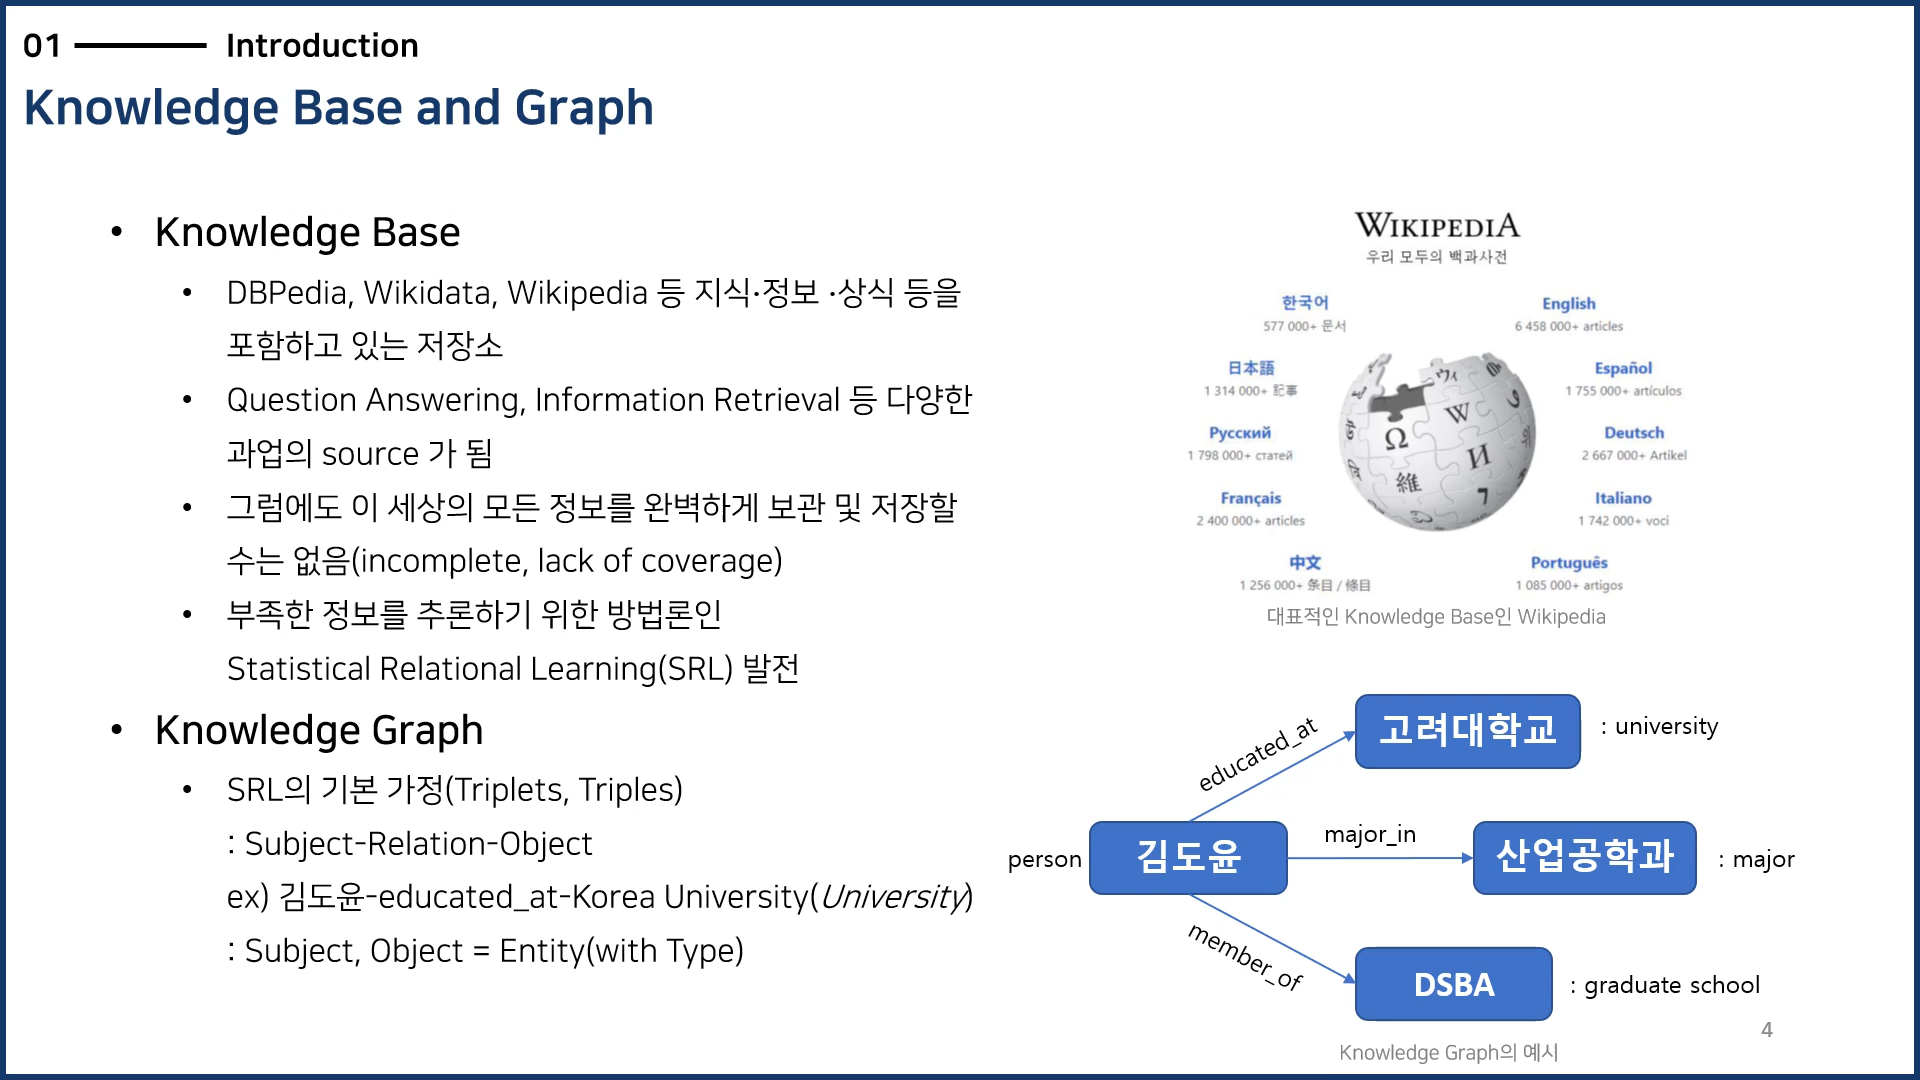 01 Introduction
Knowledge Base and Graph
• Knowledge Base
• DBPedia, Wikidata, Wikipedia 등 지식·정보 ·상식 등을
포함하고 있는 저장소
• Question Answering, Information Retrieval 등 다양한
과업의 source 가 됨
• 그럼에도 이 세상의 모든 정보를 완벽하게 보관 및 저장할
수는 없음(incomplete, lack of coverage)
• 부족한 정보를 추론하기 위한 방법론인
Statistical Relational Learning(SRL) 발전
• Knowledge Graph
• SRL의 기본 가정(Triplets, Triples)
: Subject-Relation-Object
ex) 김도윤-educated_at-Korea University(University)
: Subject, Object = Entity(with Type)
WIKIPEDIA
우리 모두의 백과사전
한국어
577 000+ 문서
English
6 458 000+ articles
日本語
1 314 000+ 記事
Español
1 755 000+ artículos
Русский
1 798 000+ статей
Deutsch
2 667 000+ Artikel
Français
2 400 000+ articles
Italiano
1 742 000+ voci
中文
1 256 000+ 条目 / 條目
Português
1 085 000+ artigos
Ω
W
И
維
ウィ
대표적인 Knowledge Base인 Wikipedia
educated_at
고려대학교
: university
person
김도윤
major_in
산업공학과
: major
member_of
DSBA
: graduate school
Knowledge Graph의 예시
4